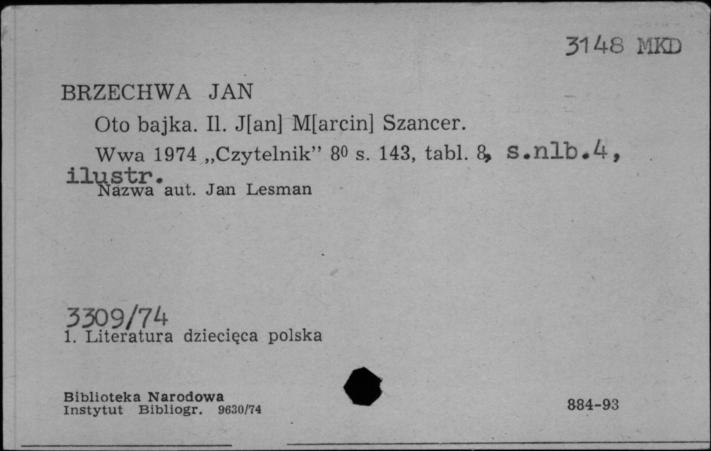 3148 MKD
BRZECHWA JAN
Oto bajka. Il. J[an] M[arcin] Szancer.
Wwa 1974 „Czytelnik” 8⁰ s. 143, tabl. 8, s.nlb.4,
ilustr.
Nazwa aut. Jan Lesman
3309/74
1. Literatura dziecięca polska
Biblioteka Narodowa
Instytut Bibliogr. 9630/74
884-93